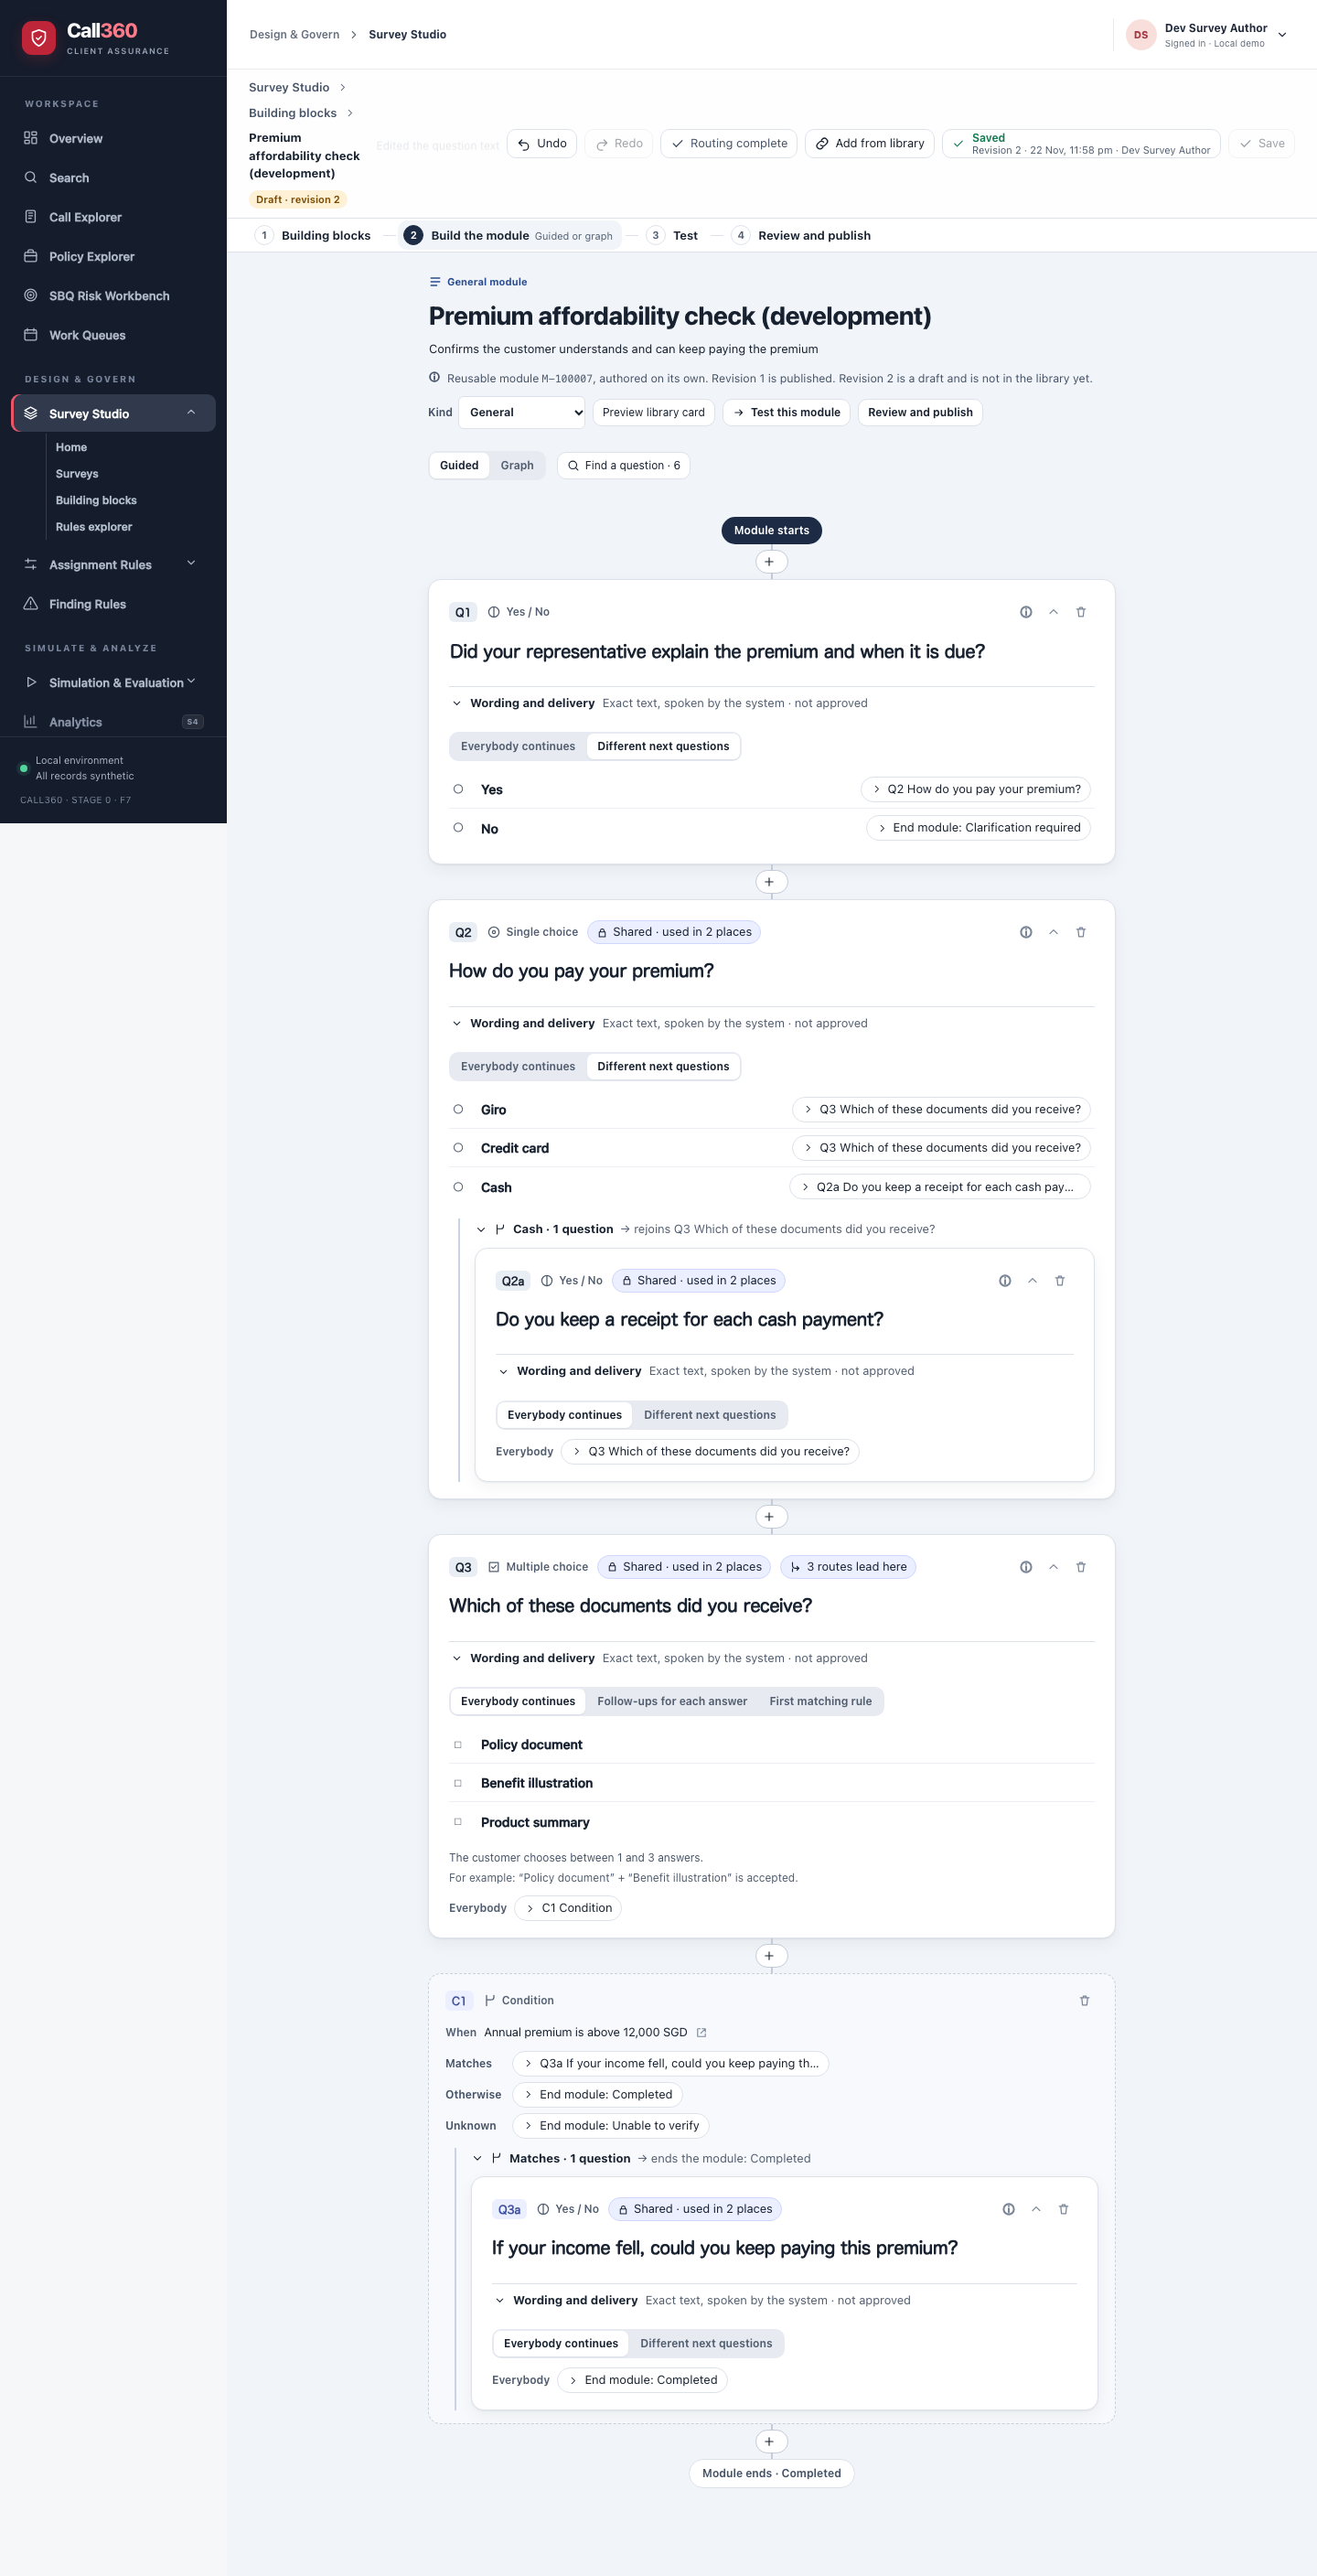 Call360
CLIENT ASSURANCE
WORKSPACE
Overview
Search
Call Explorer
Policy Explorer
SBQ Risk Workbench
Work Queues
DESIGN & GOVERN
Survey Studio
Home
Surveys
Building blocks
Rules explorer
Assignment Rules
Finding Rules
SIMULATE & ANALYZE
Simulation & Evaluation
Analytics S4
Local environment
All records synthetic
CALL360 · STAGE 0 · F7
Design & Govern > Survey Studio
DS Dev Survey Author
Signed in · Local demo
Survey Studio >
Building blocks >
Premium
affordability check
(development)
Draft · revision 2
Edited the question text
Undo
Redo
Routing complete
Add from library
Saved
Revision 2 · 22 Nov, 11:58 pm · Dev Survey Author
Save
1 Building blocks
2 Build the module Guided or graph
3 Test
4 Review and publish
General module
Premium affordability check (development)
Confirms the customer understands and can keep paying the premium
Reusable module M-100007, authored on its own. Revision 1 is published. Revision 2 is a draft and is not in the library yet.
Kind General Preview library card → Test this module Review and publish
Guided Graph Find a question · 6
Module starts
+
Q1 Yes / No
Did your representative explain the premium and when it is due?
Wording and delivery Exact text, spoken by the system · not approved
Everybody continues Different next questions
Yes > Q2 How do you pay your premium?
No > End module: Clarification required
+
Q2 Single choice Shared · used in 2 places
How do you pay your premium?
Wording and delivery Exact text, spoken by the system · not approved
Everybody continues Different next questions
Giro > Q3 Which of these documents did you receive?
Credit card > Q3 Which of these documents did you receive?
Cash > Q2a Do you keep a receipt for each cash pay...
Cash · 1 question → rejoins Q3 Which of these documents did you receive?
Q2a Yes / No Shared · used in 2 places
Do you keep a receipt for each cash payment?
Wording and delivery Exact text, spoken by the system · not approved
Everybody continues Different next questions
Everybody > Q3 Which of these documents did you receive?
+
Q3 Multiple choice Shared · used in 2 places 3 routes lead here
Which of these documents did you receive?
Wording and delivery Exact text, spoken by the system · not approved
Everybody continues Follow-ups for each answer First matching rule
Policy document
Benefit illustration
Product summary
The customer chooses between 1 and 3 answers.
For example: “Policy document” + “Benefit illustration” is accepted.
Everybody > C1 Condition
+
C1 Condition
When Annual premium is above 12,000 SGD
Matches > Q3a If your income fell, could you keep paying th...
Otherwise > End module: Completed
Unknown > End module: Unable to verify
Matches · 1 question → ends the module: Completed
Q3a Yes / No Shared · used in 2 places
If your income fell, could you keep paying this premium?
Wording and delivery Exact text, spoken by the system · not approved
Everybody continues Different next questions
Everybody > End module: Completed
+
Module ends · Completed